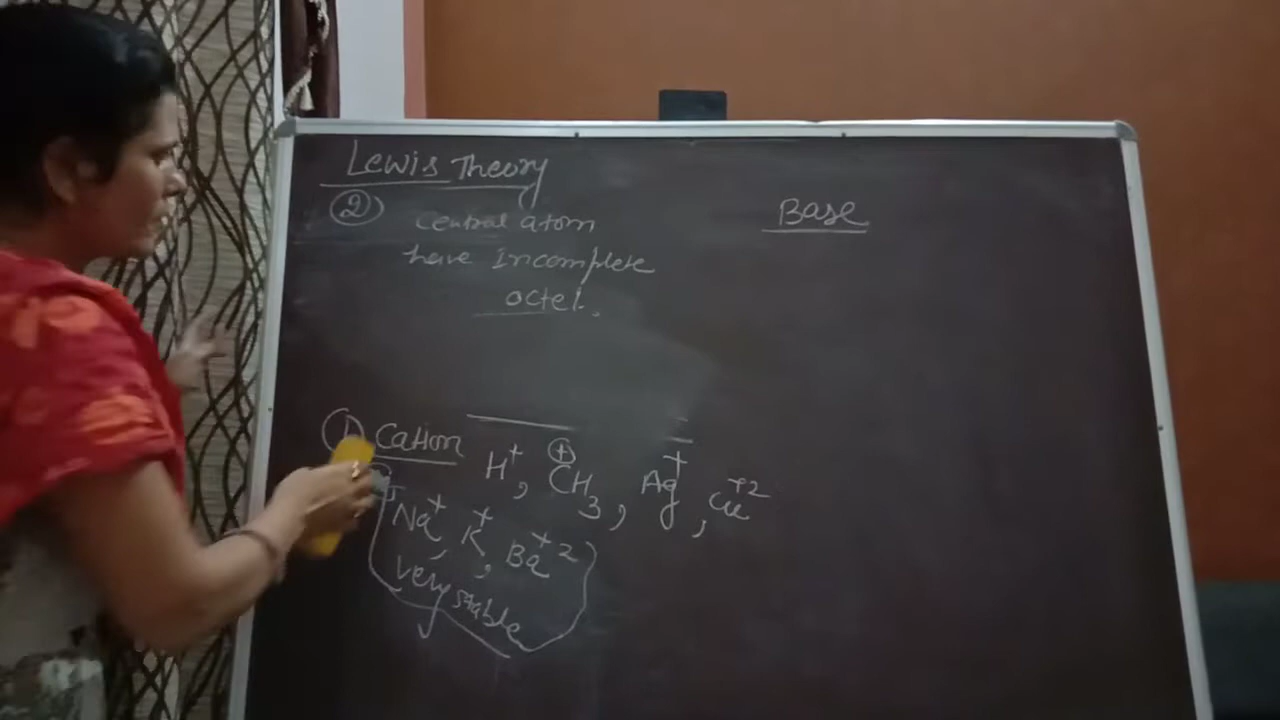 Lewis Theory
② central atom
have incomplete
octet.
Base
① Cation H⁺, CH₃⁺, Ag⁺, Cu⁺²
Na⁺, K⁺, Ba⁺²
very stable